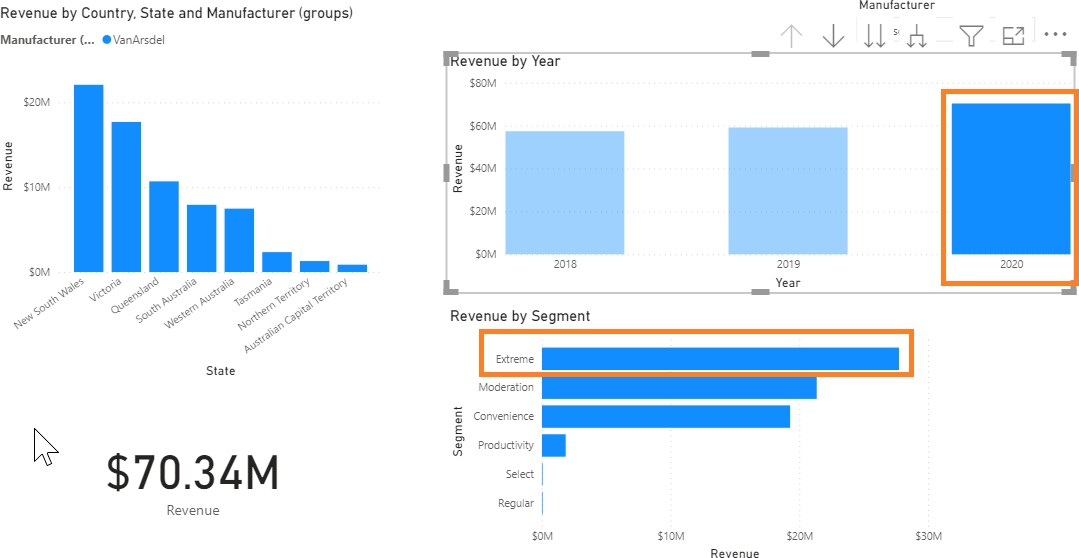 Revenue by Country, State and Manufacturer (groups)
Manufacturer (... VanArsdel
$20M
$10M
$0M
Revenue
New South Wales
Victoria
Queensland
South Australia
Western Australia
Tasmania
Northern Territory
Australian Capital Territory
State
$70.34M
Revenue
Manufacturer
Revenue by Year
$80M
$60M
$40M
$20M
$0M
Revenue
2018 2019 2020
Year
Revenue by Segment
Extreme
Moderation
Convenience
Productivity
Select
Regular
Segment
$0M $10M $20M $30M
Revenue